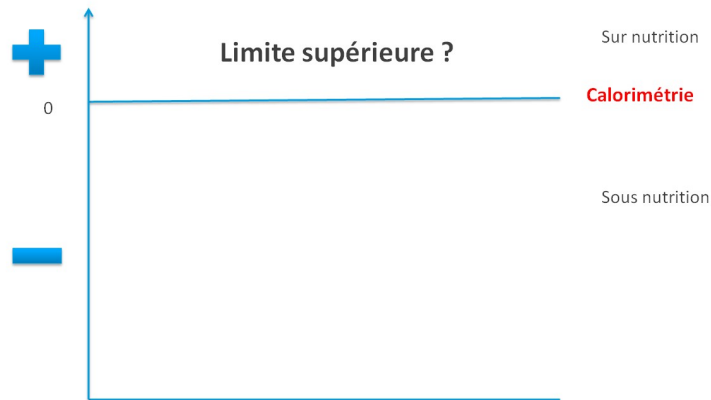 Sur nutrition
Limite supérieure ?
Calorimétrie
0
Sous nutrition